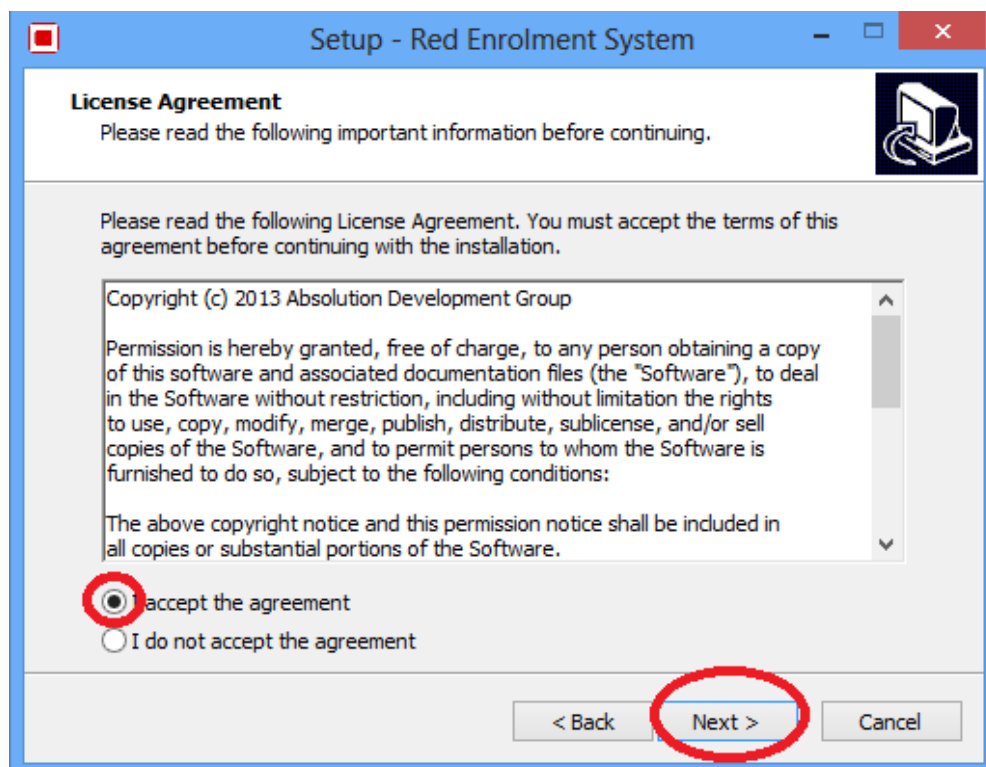 Setup - Red Enrolment System
License Agreement
Please read the following important information before continuing.
Please read the following License Agreement. You must accept the terms of this
agreement before continuing with the installation.
Copyright (c) 2013 Absolution Development Group
Permission is hereby granted, free of charge, to any person obtaining a copy
of this software and associated documentation files (the "Software"), to deal
in the Software without restriction, including without limitation the rights
to use, copy, modify, merge, publish, distribute, sublicense, and/or sell
copies of the Software, and to permit persons to whom the Software is
furnished to do so, subject to the following conditions:
The above copyright notice and this permission notice shall be included in
all copies or substantial portions of the Software.
I accept the agreement
I do not accept the agreement
< Back Next > Cancel